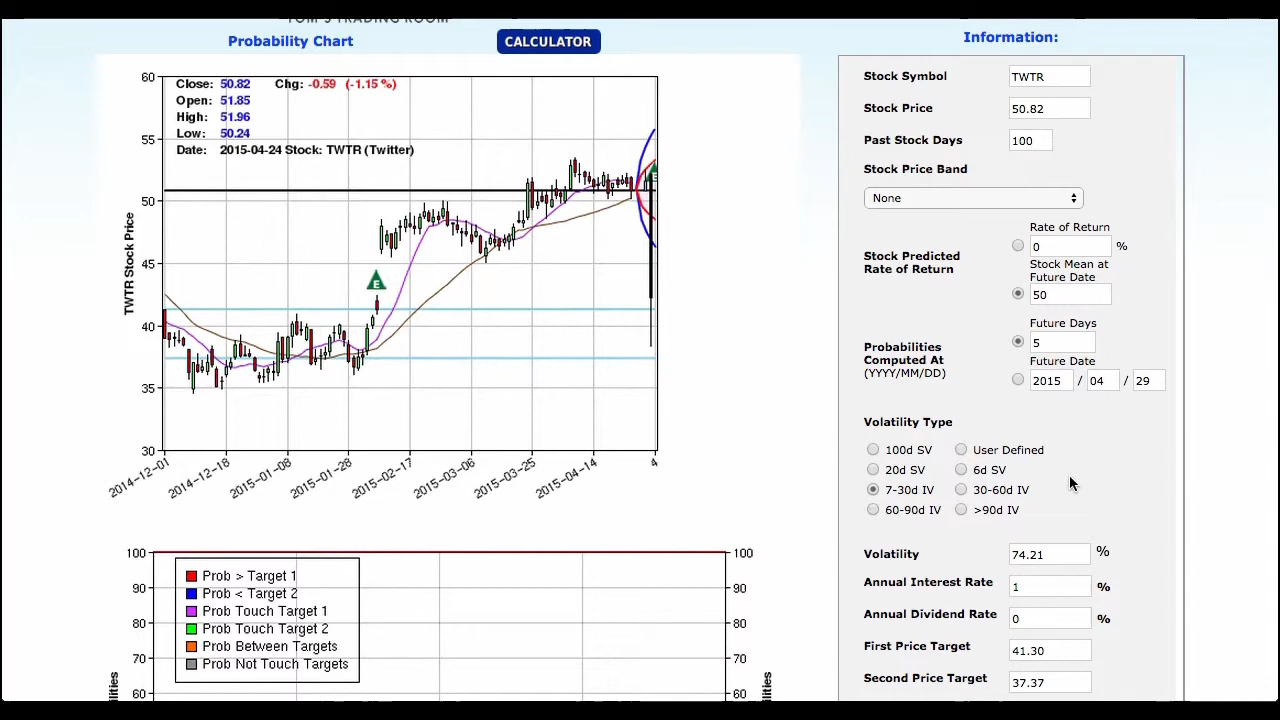 TOM'S TRADING ROOM
Probability Chart
CALCULATOR
Information:
60
55
50
45
40
35
30
TWTR Stock Price
Close: 50.82 Chg: -0.59 (-1.15 %)
Open: 51.85
High: 51.96
Low: 50.24
Date: 2015-04-24 Stock: TWTR (Twitter)
E
E
2014-12-01
2014-12-18
2015-01-08
2015-01-28
2015-02-17
2015-03-06
2015-03-25
2015-04-14
4
Stock Symbol TWTR
Stock Price 50.82
Past Stock Days 100
Stock Price Band
None
Stock Predicted
Rate of Return
Rate of Return
0 %
Stock Mean at
Future Date
50
Probabilities
Computed At
(YYYY/MM/DD)
Future Days
5
Future Date
2015 / 04 / 29
Volatility Type
100d SV User Defined
20d SV 6d SV
7-30d IV 30-60d IV
60-90d IV >90d IV
Volatility 74.21 %
Annual Interest Rate 1 %
Annual Dividend Rate 0 %
First Price Target 41.30
Second Price Target 37.37
100
90
80
70
60
Prob > Target 1
Prob < Target 2
Prob Touch Target 1
Prob Touch Target 2
Prob Between Targets
Prob Not Touch Targets
100
90
80
70
60